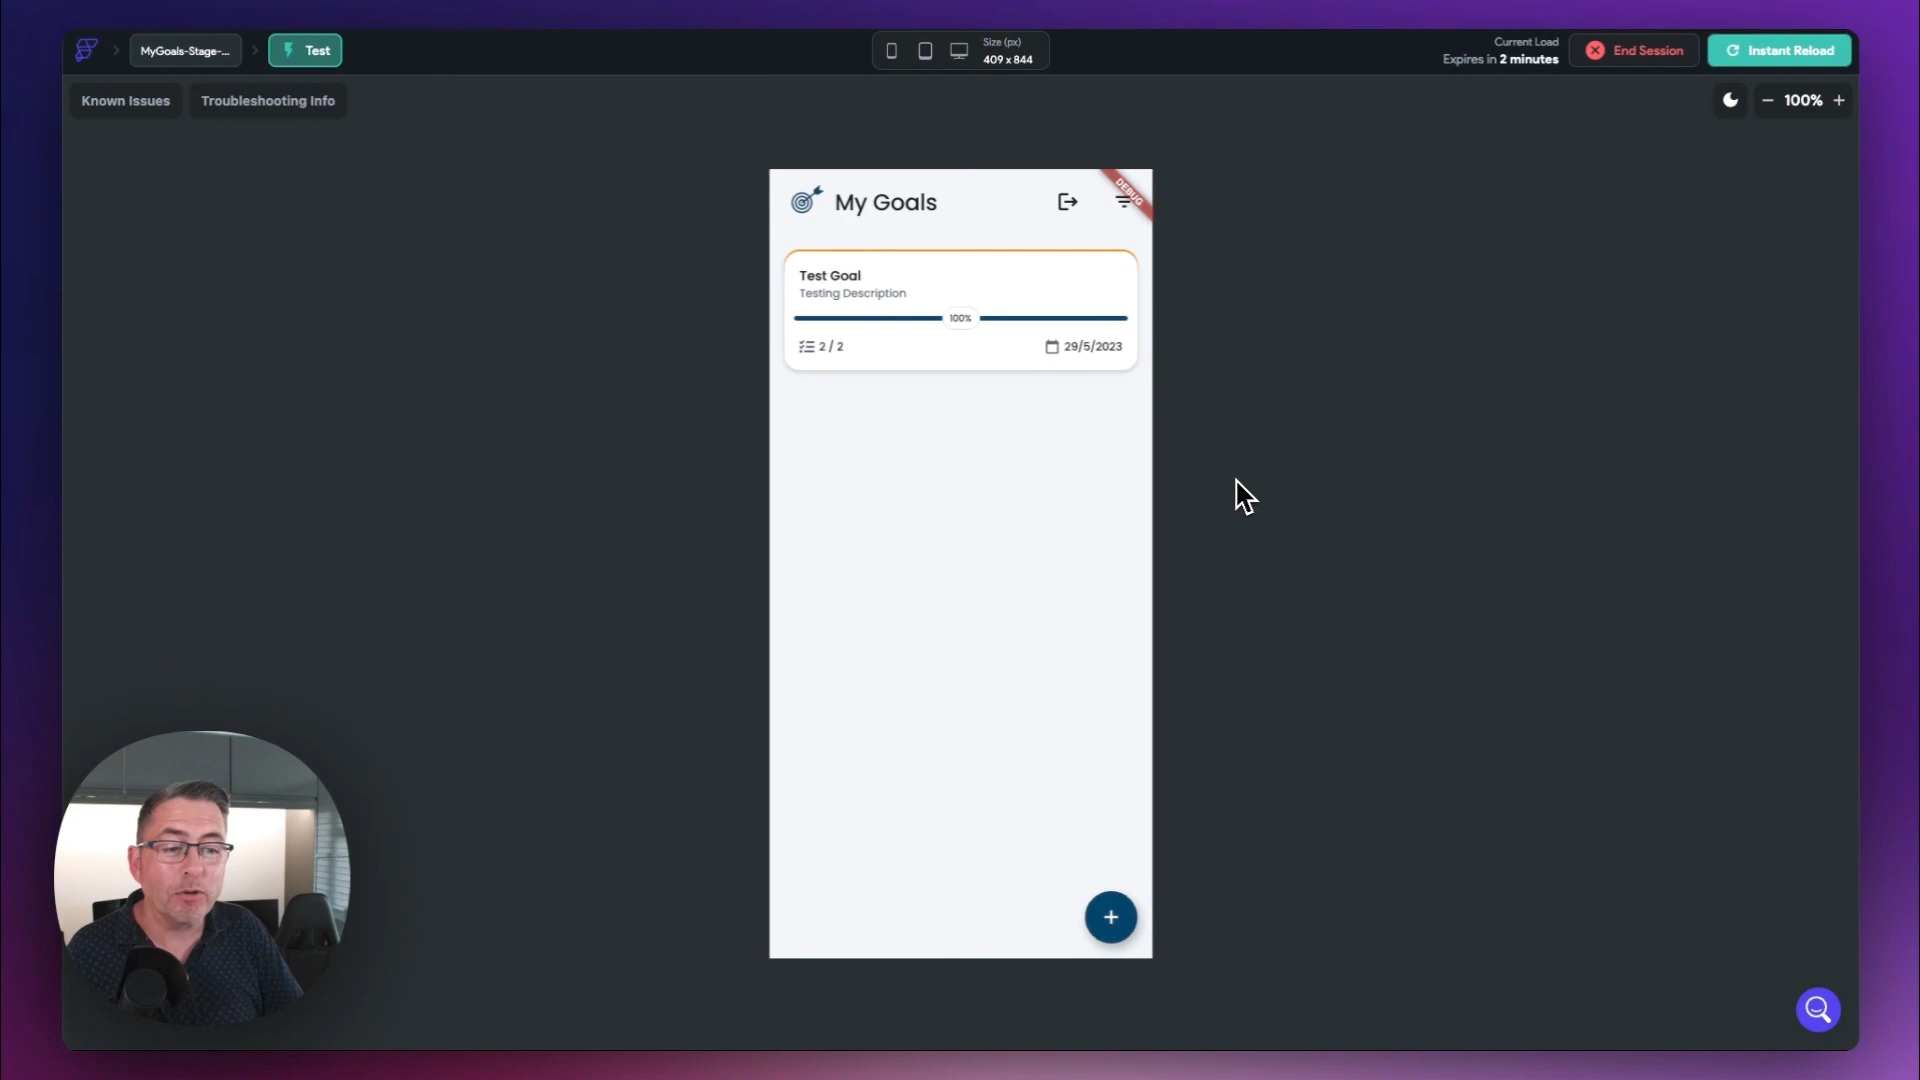 MyGoals-Stage-...
Test
Size (px)
409 x 844
Current Load
Expires in 2 minutes
End Session
Instant Reload
Known Issues
Troubleshooting Info
100%
My Goals
DEBUG
Test Goal
Testing Description
100%
2 / 2
29/5/2023